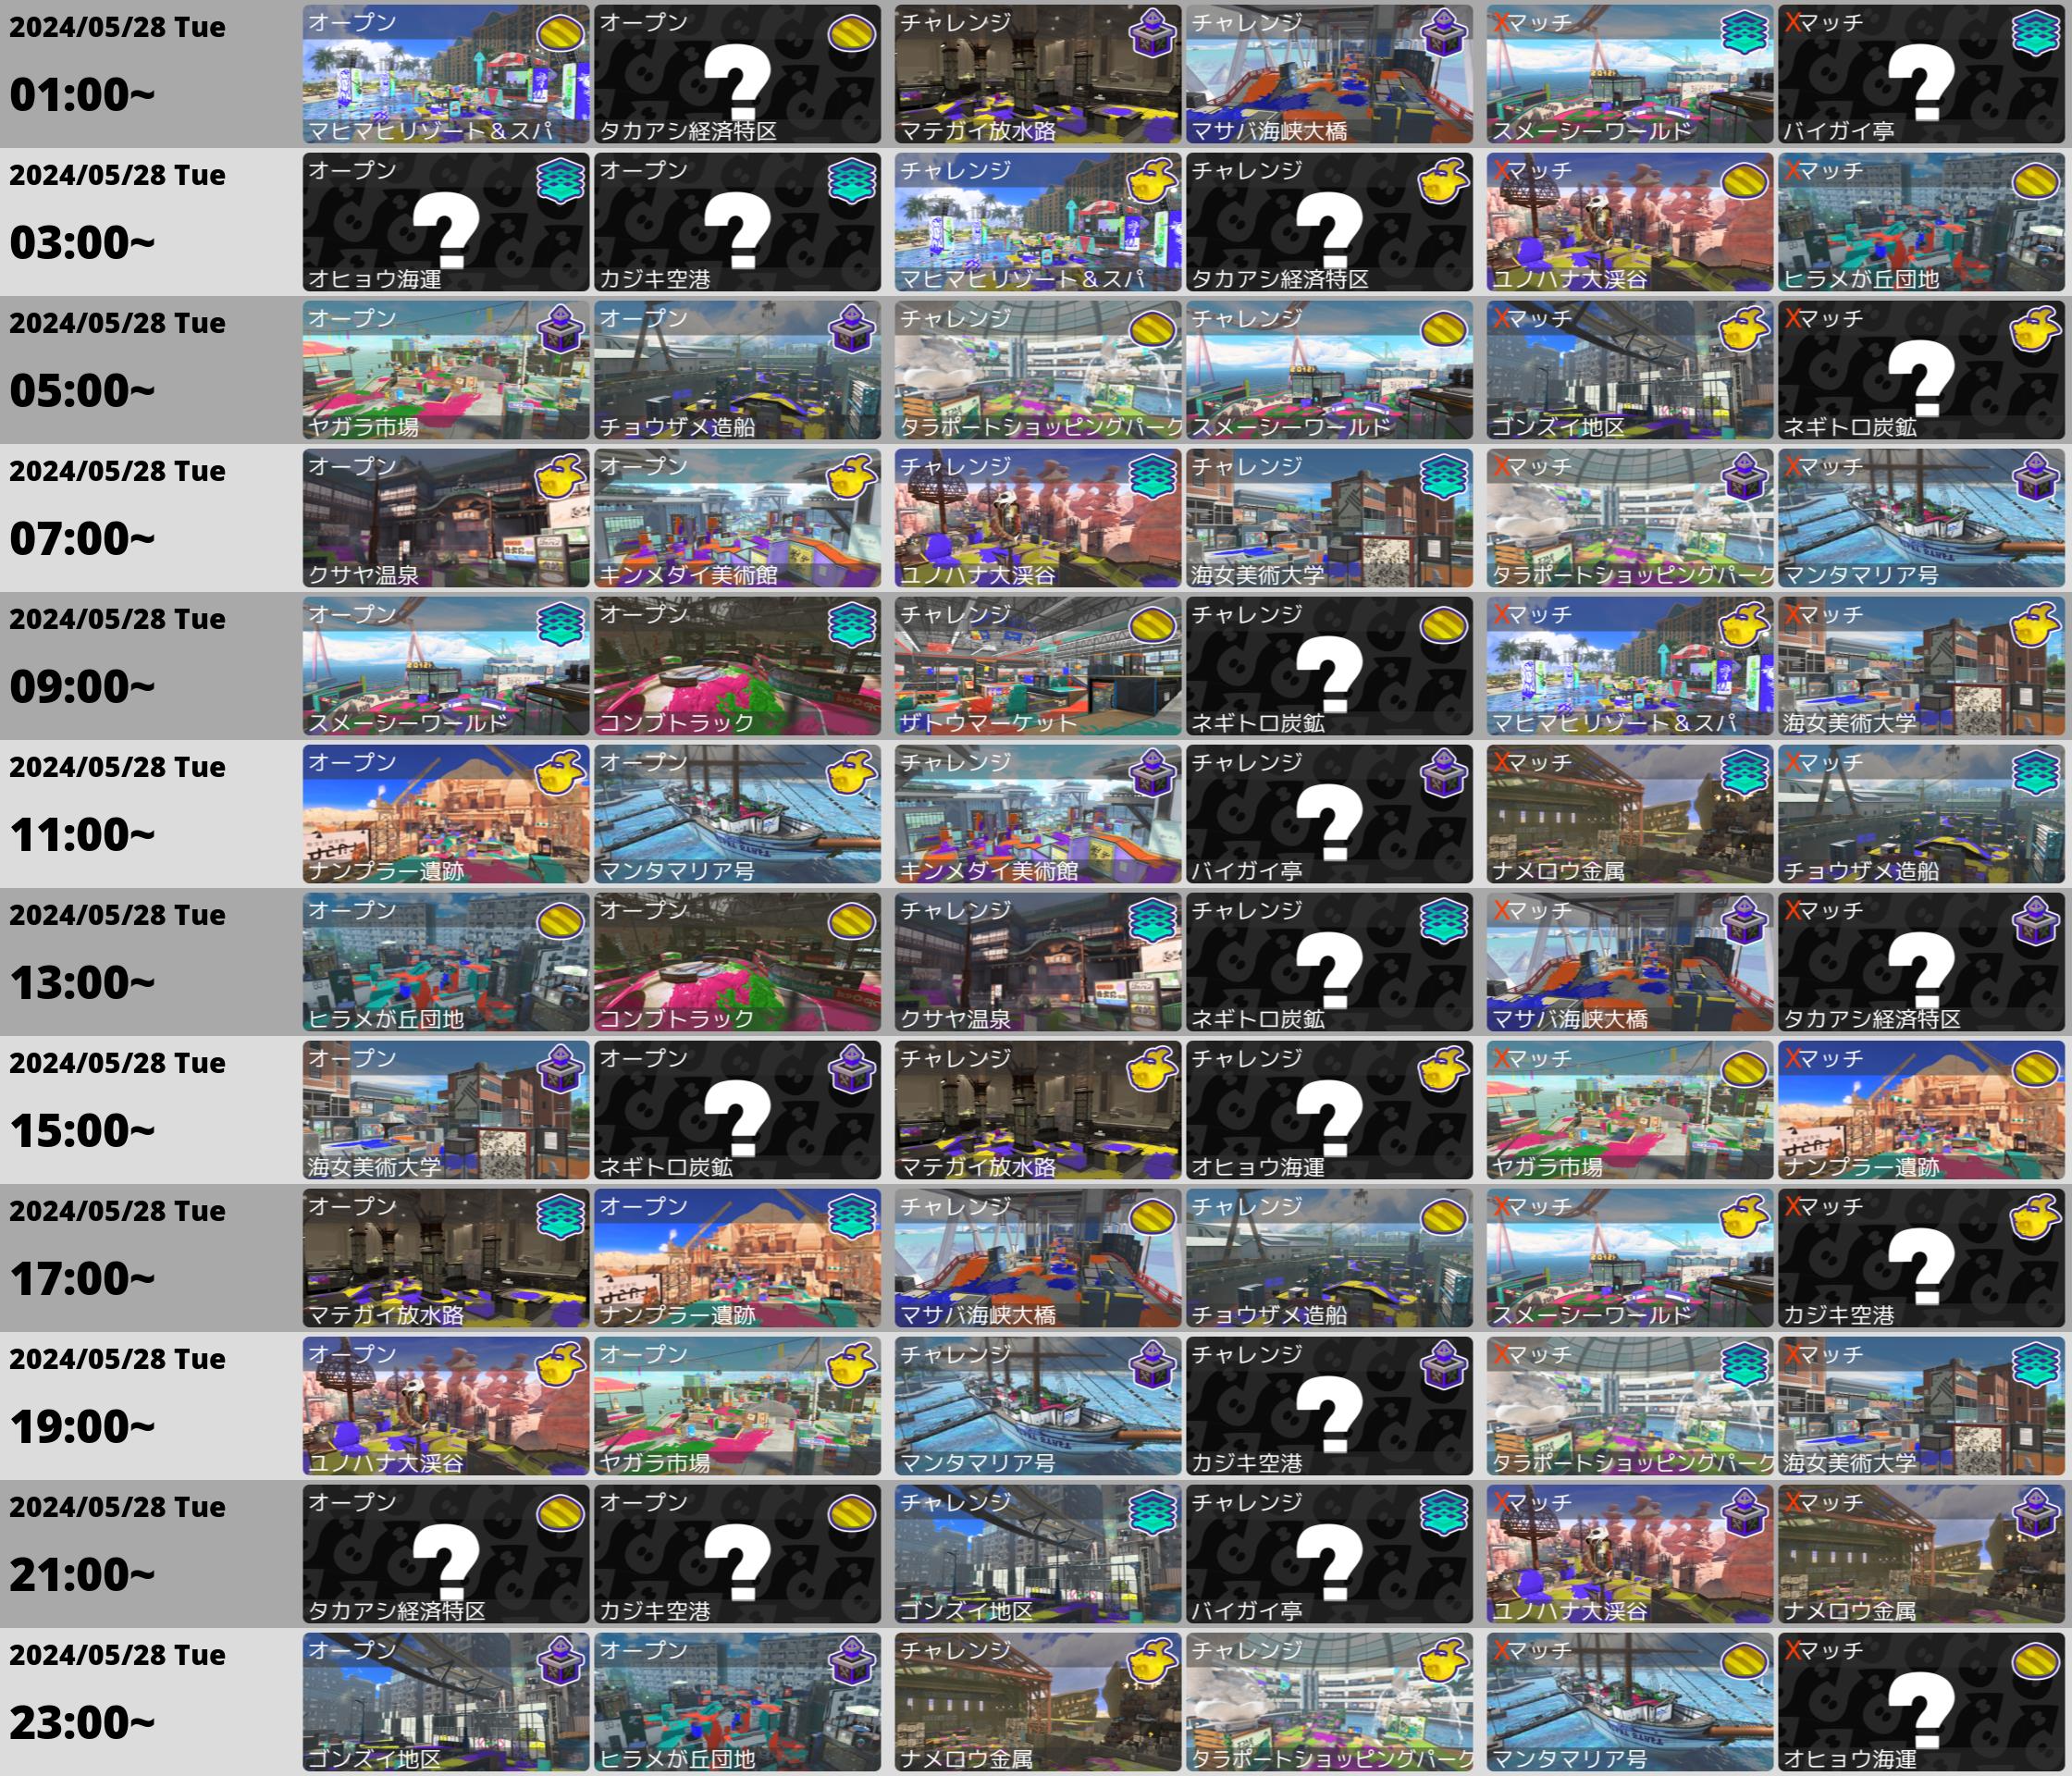 2024/05/28 Tue
01:00~
オープン
マヒマヒリゾート＆スパ
オープン
タカアシ経済特区
チャレンジ
マテガイ放水路
チャレンジ
マサバ海峡大橋
Xマッチ
スメーシーワールド
Xマッチ
バイガイ亭
2024/05/28 Tue
03:00~
オープン
オヒョウ海運
オープン
カジキ空港
チャレンジ
マヒマヒリゾート＆スパ
チャレンジ
タカアシ経済特区
Xマッチ
ユノハナ大渓谷
Xマッチ
ヒラメが丘団地
2024/05/28 Tue
05:00~
オープン
ヤガラ市場
オープン
チョウザメ造船
チャレンジ
タラポートショッピングパーク
チャレンジ
スメーシーワールド
Xマッチ
ゴンズイ地区
Xマッチ
ネギトロ炭鉱
2024/05/28 Tue
07:00~
オープン
クサヤ温泉
オープン
キンメダイ美術館
チャレンジ
ユノハナ大渓谷
チャレンジ
海女美術大学
Xマッチ
タラポートショッピングパーク
Xマッチ
マンタマリア号
2024/05/28 Tue
09:00~
オープン
スメーシーワールド
オープン
コンブトラック
チャレンジ
ザトウマーケット
チャレンジ
ネギトロ炭鉱
Xマッチ
マヒマヒリゾート＆スパ
Xマッチ
海女美術大学
2024/05/28 Tue
11:00~
オープン
ナンプラー遺跡
オープン
マンタマリア号
チャレンジ
キンメダイ美術館
チャレンジ
バイガイ亭
Xマッチ
ナメロウ金属
Xマッチ
チョウザメ造船
2024/05/28 Tue
13:00~
オープン
ヒラメが丘団地
オープン
コンブトラック
チャレンジ
クサヤ温泉
チャレンジ
ネギトロ炭鉱
Xマッチ
マサバ海峡大橋
Xマッチ
タカアシ経済特区
2024/05/28 Tue
15:00~
オープン
海女美術大学
オープン
ネギトロ炭鉱
チャレンジ
マテガイ放水路
チャレンジ
オヒョウ海運
Xマッチ
ヤガラ市場
Xマッチ
ナンプラー遺跡
2024/05/28 Tue
17:00~
オープン
マテガイ放水路
オープン
ナンプラー遺跡
チャレンジ
マサバ海峡大橋
チャレンジ
チョウザメ造船
Xマッチ
スメーシーワールド
Xマッチ
カジキ空港
2024/05/28 Tue
19:00~
オープン
ユノハナ大渓谷
オープン
ヤガラ市場
チャレンジ
マンタマリア号
チャレンジ
カジキ空港
Xマッチ
タラポートショッピングパーク
Xマッチ
海女美術大学
2024/05/28 Tue
21:00~
オープン
タカアシ経済特区
オープン
カジキ空港
チャレンジ
ゴンズイ地区
チャレンジ
バイガイ亭
Xマッチ
ユノハナ大渓谷
Xマッチ
ナメロウ金属
2024/05/28 Tue
23:00~
オープン
ゴンズイ地区
オープン
ヒラメが丘団地
チャレンジ
ナメロウ金属
チャレンジ
タラポートショッピングパーク
Xマッチ
マンタマリア号
Xマッチ
オヒョウ海運